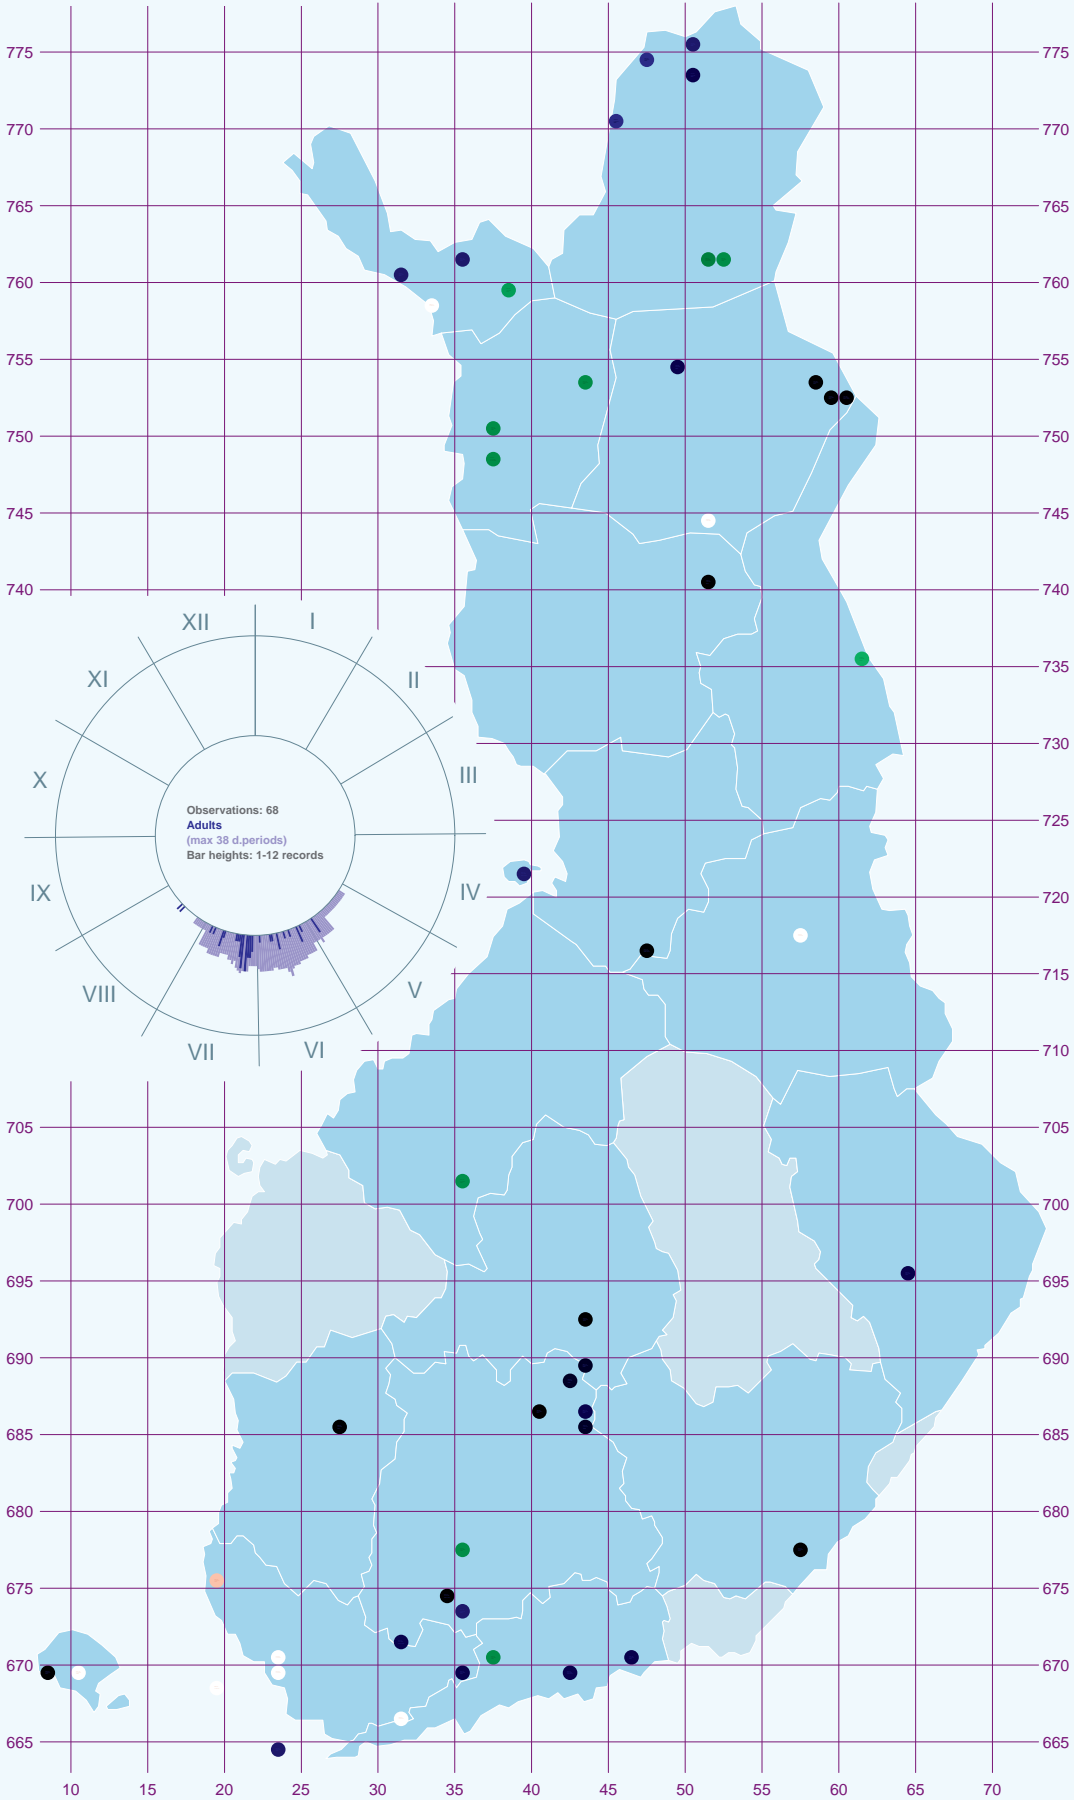 775 775
770 770
765 765
760 760
755 755
750 750
745 745
740 740
XII I
XI II
735
X III
730
Observations: 68
Adults
(max 38 d.periods)
Bar heights: 1-12 records
725
IX IV
720
VIII V
715
VII VI
710
705 705
700 700
695 695
690 690
685 685
680 680
675 675
670 670
665 665
10 15 20 25 30 35 40 45 50 55 60 65 70